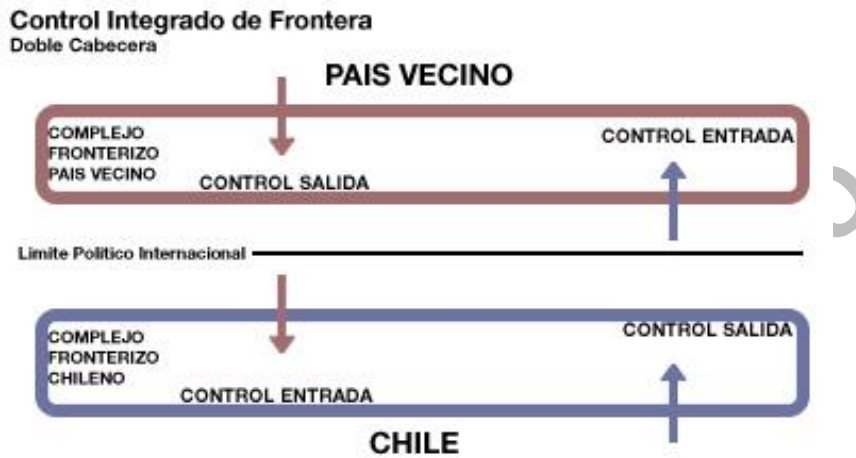 Control Integrado de Frontera
Doble Cabecera
PAIS VECINO
COMPLEJO
FRONTERIZO
PAIS VECINO
CONTROL SALIDA
CONTROL ENTRADA
Limite Politico Internacional
COMPLEJO
FRONTERIZO
CHILENO
CONTROL ENTRADA
CONTROL SALIDA
CHILE